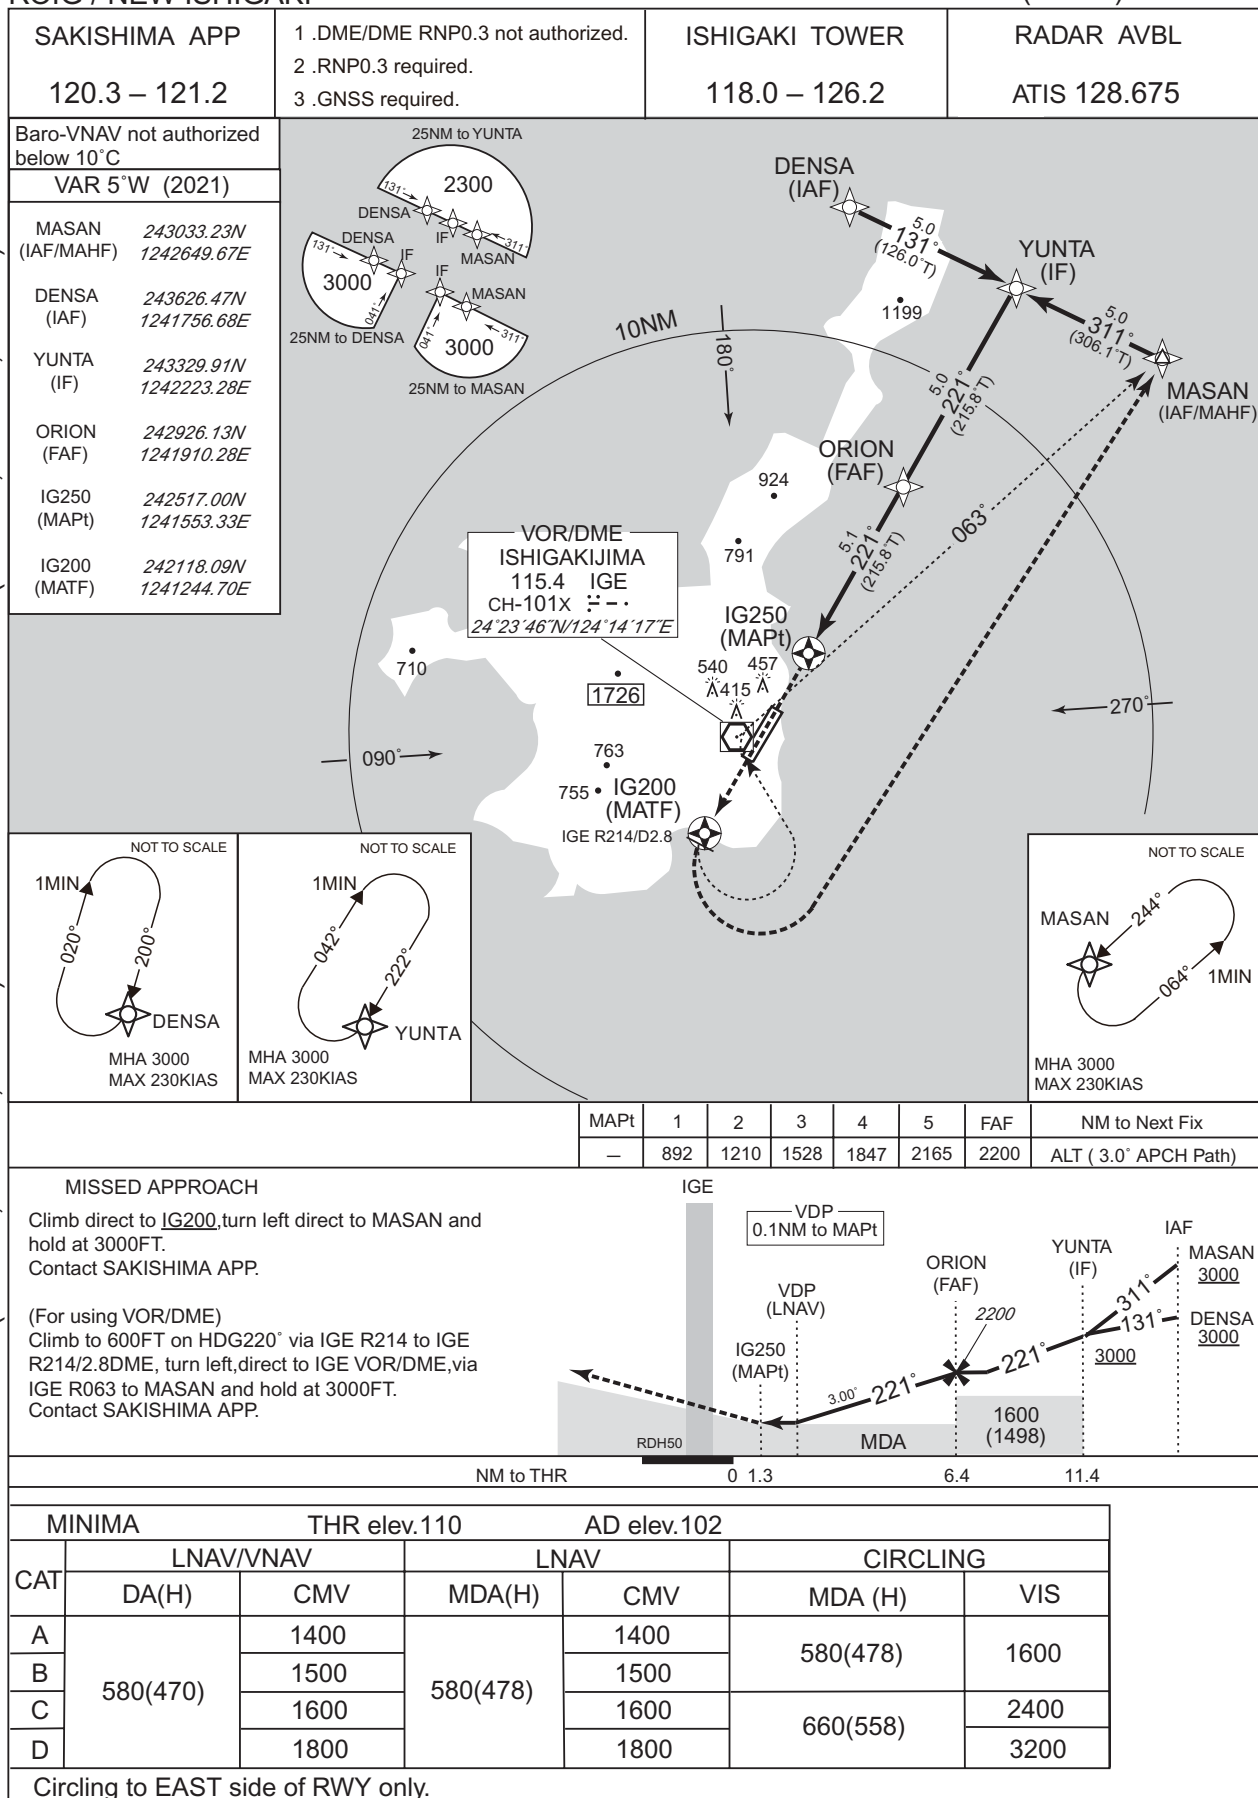 SAKISHIMA APP
120.3 – 121.2
1 .DME/DME RNP0.3 not authorized.
2 .RNP0.3 required.
3 .GNSS required.
ISHIGAKI TOWER
118.0 – 126.2
RADAR AVBL
ATIS 128.675
Baro-VNAV not authorized
below 10˚C
VAR 5˚W (2021)
MASAN
(IAF/MAHF)
243033.23N
1242649.67E
DENSA
(IAF)
243626.47N
1241756.68E
YUNTA
(IF)
243329.91N
1242223.28E
ORION
(FAF)
242926.13N
1241910.28E
IG250
(MAPt)
242517.00N
1241553.33E
IG200
(MATF)
242118.09N
1241244.70E
25NM to YUNTA
2300
131˚
DENSA
IF
MASAN
311˚
131˚
DENSA
IF
3000
041˚
25NM to DENSA
IF
MASAN
041˚
311˚
3000
25NM to MASAN
DENSA
(IAF)
5.0
131˚
(126.0˚T)
YUNTA
(IF)
5.0
311˚
(306.1˚T)
MASAN
(IAF/MAHF)
1199
10NM
180˚
5.0
221˚
(215.8˚T)
ORION
(FAF)
924
791
5.1
221˚
(215.8˚T)
063˚
VOR/DME
ISHIGAKIJIMA
115.4 IGE
CH-101X
24˚23´46˝N/124˚14´17˝E
IG250
(MAPt)
710
1726
540
457
415
270˚
090˚
763
755
IG200
(MATF)
IGE R214/D2.8
NOT TO SCALE
1MIN
020˚
200˚
DENSA
MHA 3000
MAX 230KIAS
NOT TO SCALE
1MIN
042˚
222˚
YUNTA
MHA 3000
MAX 230KIAS
NOT TO SCALE
MASAN
244˚
064˚
1MIN
MHA 3000
MAX 230KIAS
MAPt 1 2 3 4 5 FAF NM to Next Fix
– 892 1210 1528 1847 2165 2200 ALT ( 3.0˚ APCH Path)
MISSED APPROACH
Climb direct to IG200,turn left direct to MASAN and
hold at 3000FT.
Contact SAKISHIMA APP.
(For using VOR/DME)
Climb to 600FT on HDG220˚ via IGE R214 to IGE
R214/2.8DME, turn left,direct to IGE VOR/DME,via
IGE R063 to MASAN and hold at 3000FT.
Contact SAKISHIMA APP.
IGE
VDP
0.1NM to MAPt
IAF
MASAN
3000
DENSA
3000
YUNTA
(IF)
ORION
(FAF)
2200
VDP
(LNAV)
IG250
(MAPt)
311˚
131˚
3000
221˚
3.00˚
221˚
1600
(1498)
MDA
RDH50
NM to THR 0 1.3 6.4 11.4
MINIMA THR elev.110 AD elev.102
CAT LNAV/VNAV LNAV CIRCLING
DA(H) CMV MDA(H) CMV MDA (H) VIS
A 580(470) 1400 580(478) 1400 580(478) 1600
B 1500 1500
C 1600 1600 660(558) 2400
D 1800 1800 3200
Circling to EAST side of RWY only.